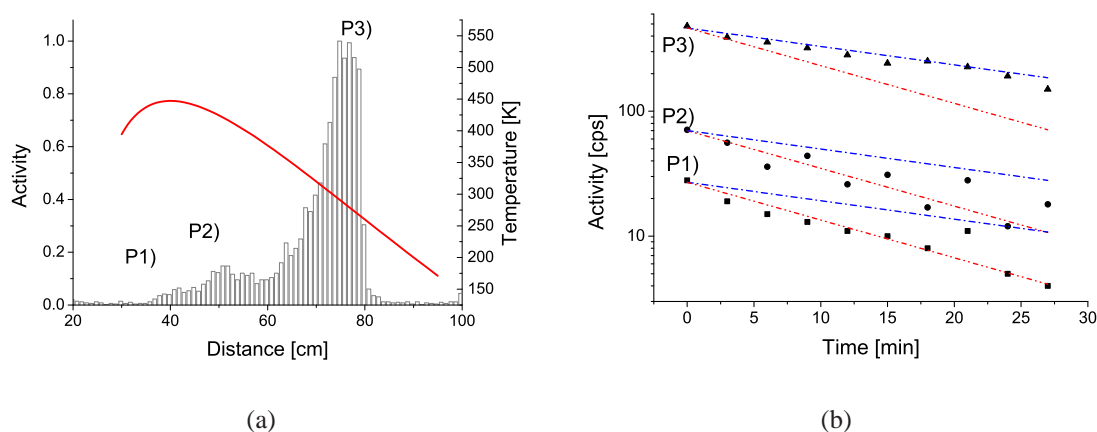 P3)
P2)
P1)
1.0
0.8
0.6
0.4
0.2
0.0
Activity
550
500
450
400
350
300
250
200
150
Temperature [K]
20
40
60
80
100
Distance [cm]
(a)
P3)
P2)
P1)
100
10
Activity [cps]
0
5
10
15
20
25
30
Time [min]
(b)